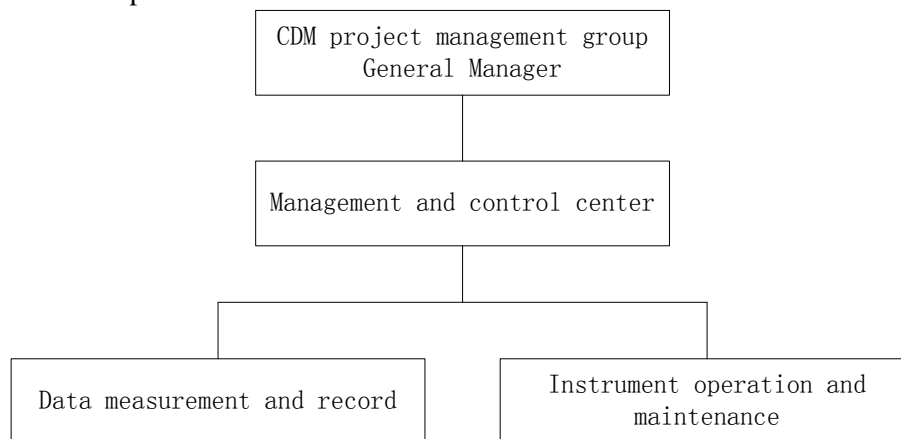 CDM project management group
General Manager
Management and control center
Data measurement and record
Instrument operation and
maintenance